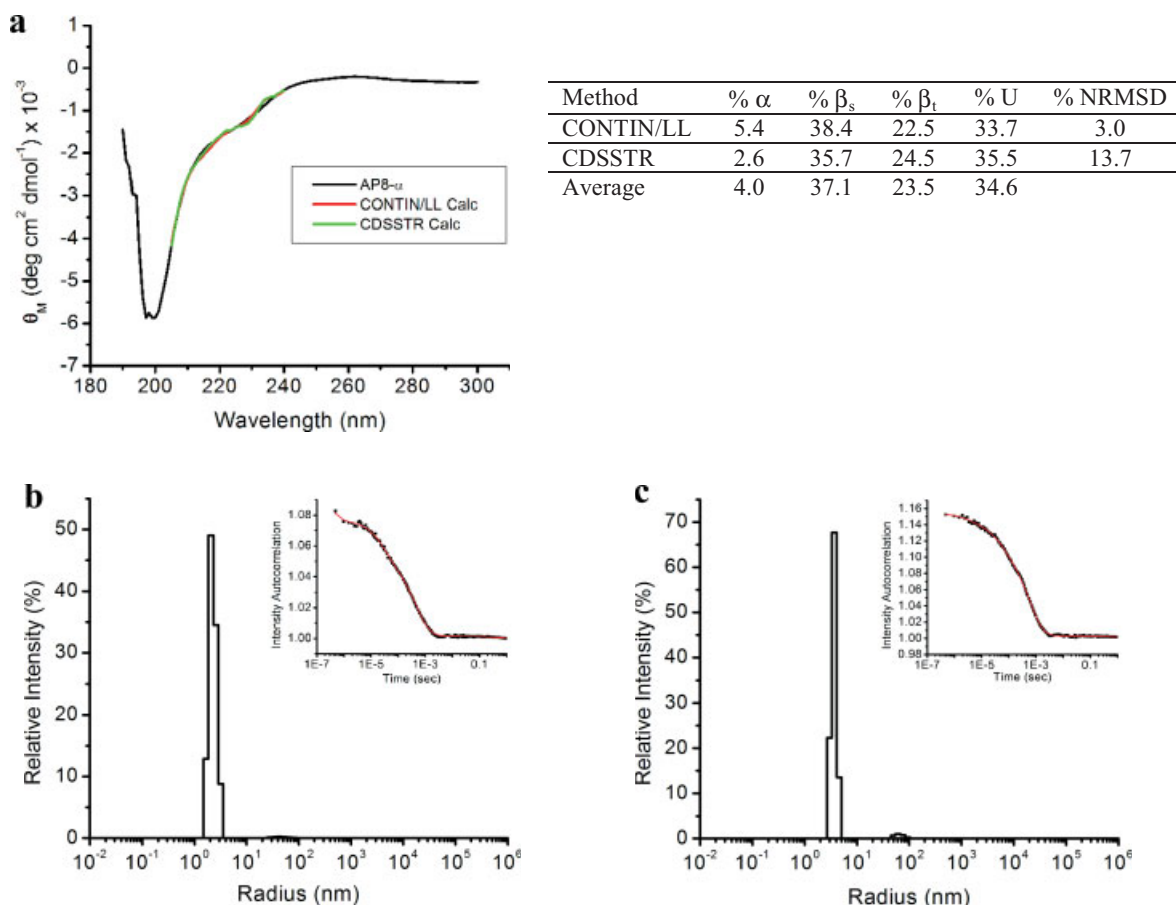 a
θM (deg cm² dmol⁻¹) x 10⁻³
1
0
-1
-2
-3
-4
-5
-6
-7
180 200 220 240 260 280 300
Wavelength (nm)
AP8-α
CONTIN/LL Calc
CDSSTR Calc
Method % α % βs % βt % U % NRMSD
CONTIN/LL 5.4 38.4 22.5 33.7 3.0
CDSSTR 2.6 35.7 24.5 35.5 13.7
Average 4.0 37.1 23.5 34.6
b
Relative Intensity (%)
50
40
30
20
10
0
10⁻² 10⁻¹ 10⁰ 10¹ 10² 10³ 10⁴ 10⁵ 10⁶
Radius (nm)
Intensity Autocorrelation
1.08
1.06
1.04
1.02
1.00
1E-7 1E-5 1E-3 0.1
Time (sec)
c
Relative Intensity (%)
70
60
50
40
30
20
10
0
10⁻² 10⁻¹ 10⁰ 10¹ 10² 10³ 10⁴ 10⁵ 10⁶
Radius (nm)
Intensity Autocorrelation
1.16
1.14
1.12
1.10
1.08
1.06
1.04
1.02
1.00
0.98
1E-7 1E-5 1E-3 0.1
Time (sec)